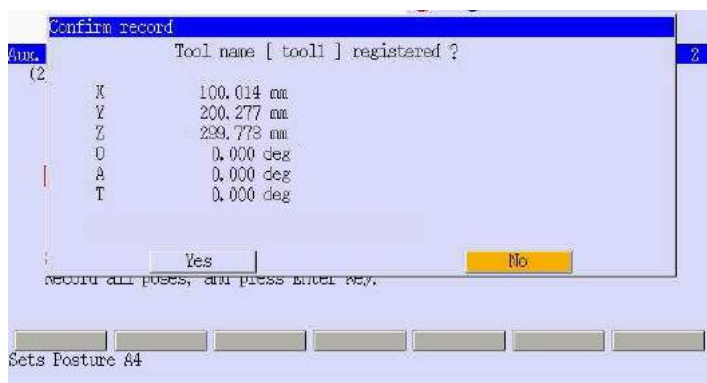 Confirm record
Tool name [ tool1 ] registered ?
Aux.
2
(2
X 100.014 mm
Y 200.277 mm
Z 299.773 mm
O 0.000 deg
A 0.000 deg
T 0.000 deg
Yes No
Record all poses, and press Enter key.
Sets Posture A4